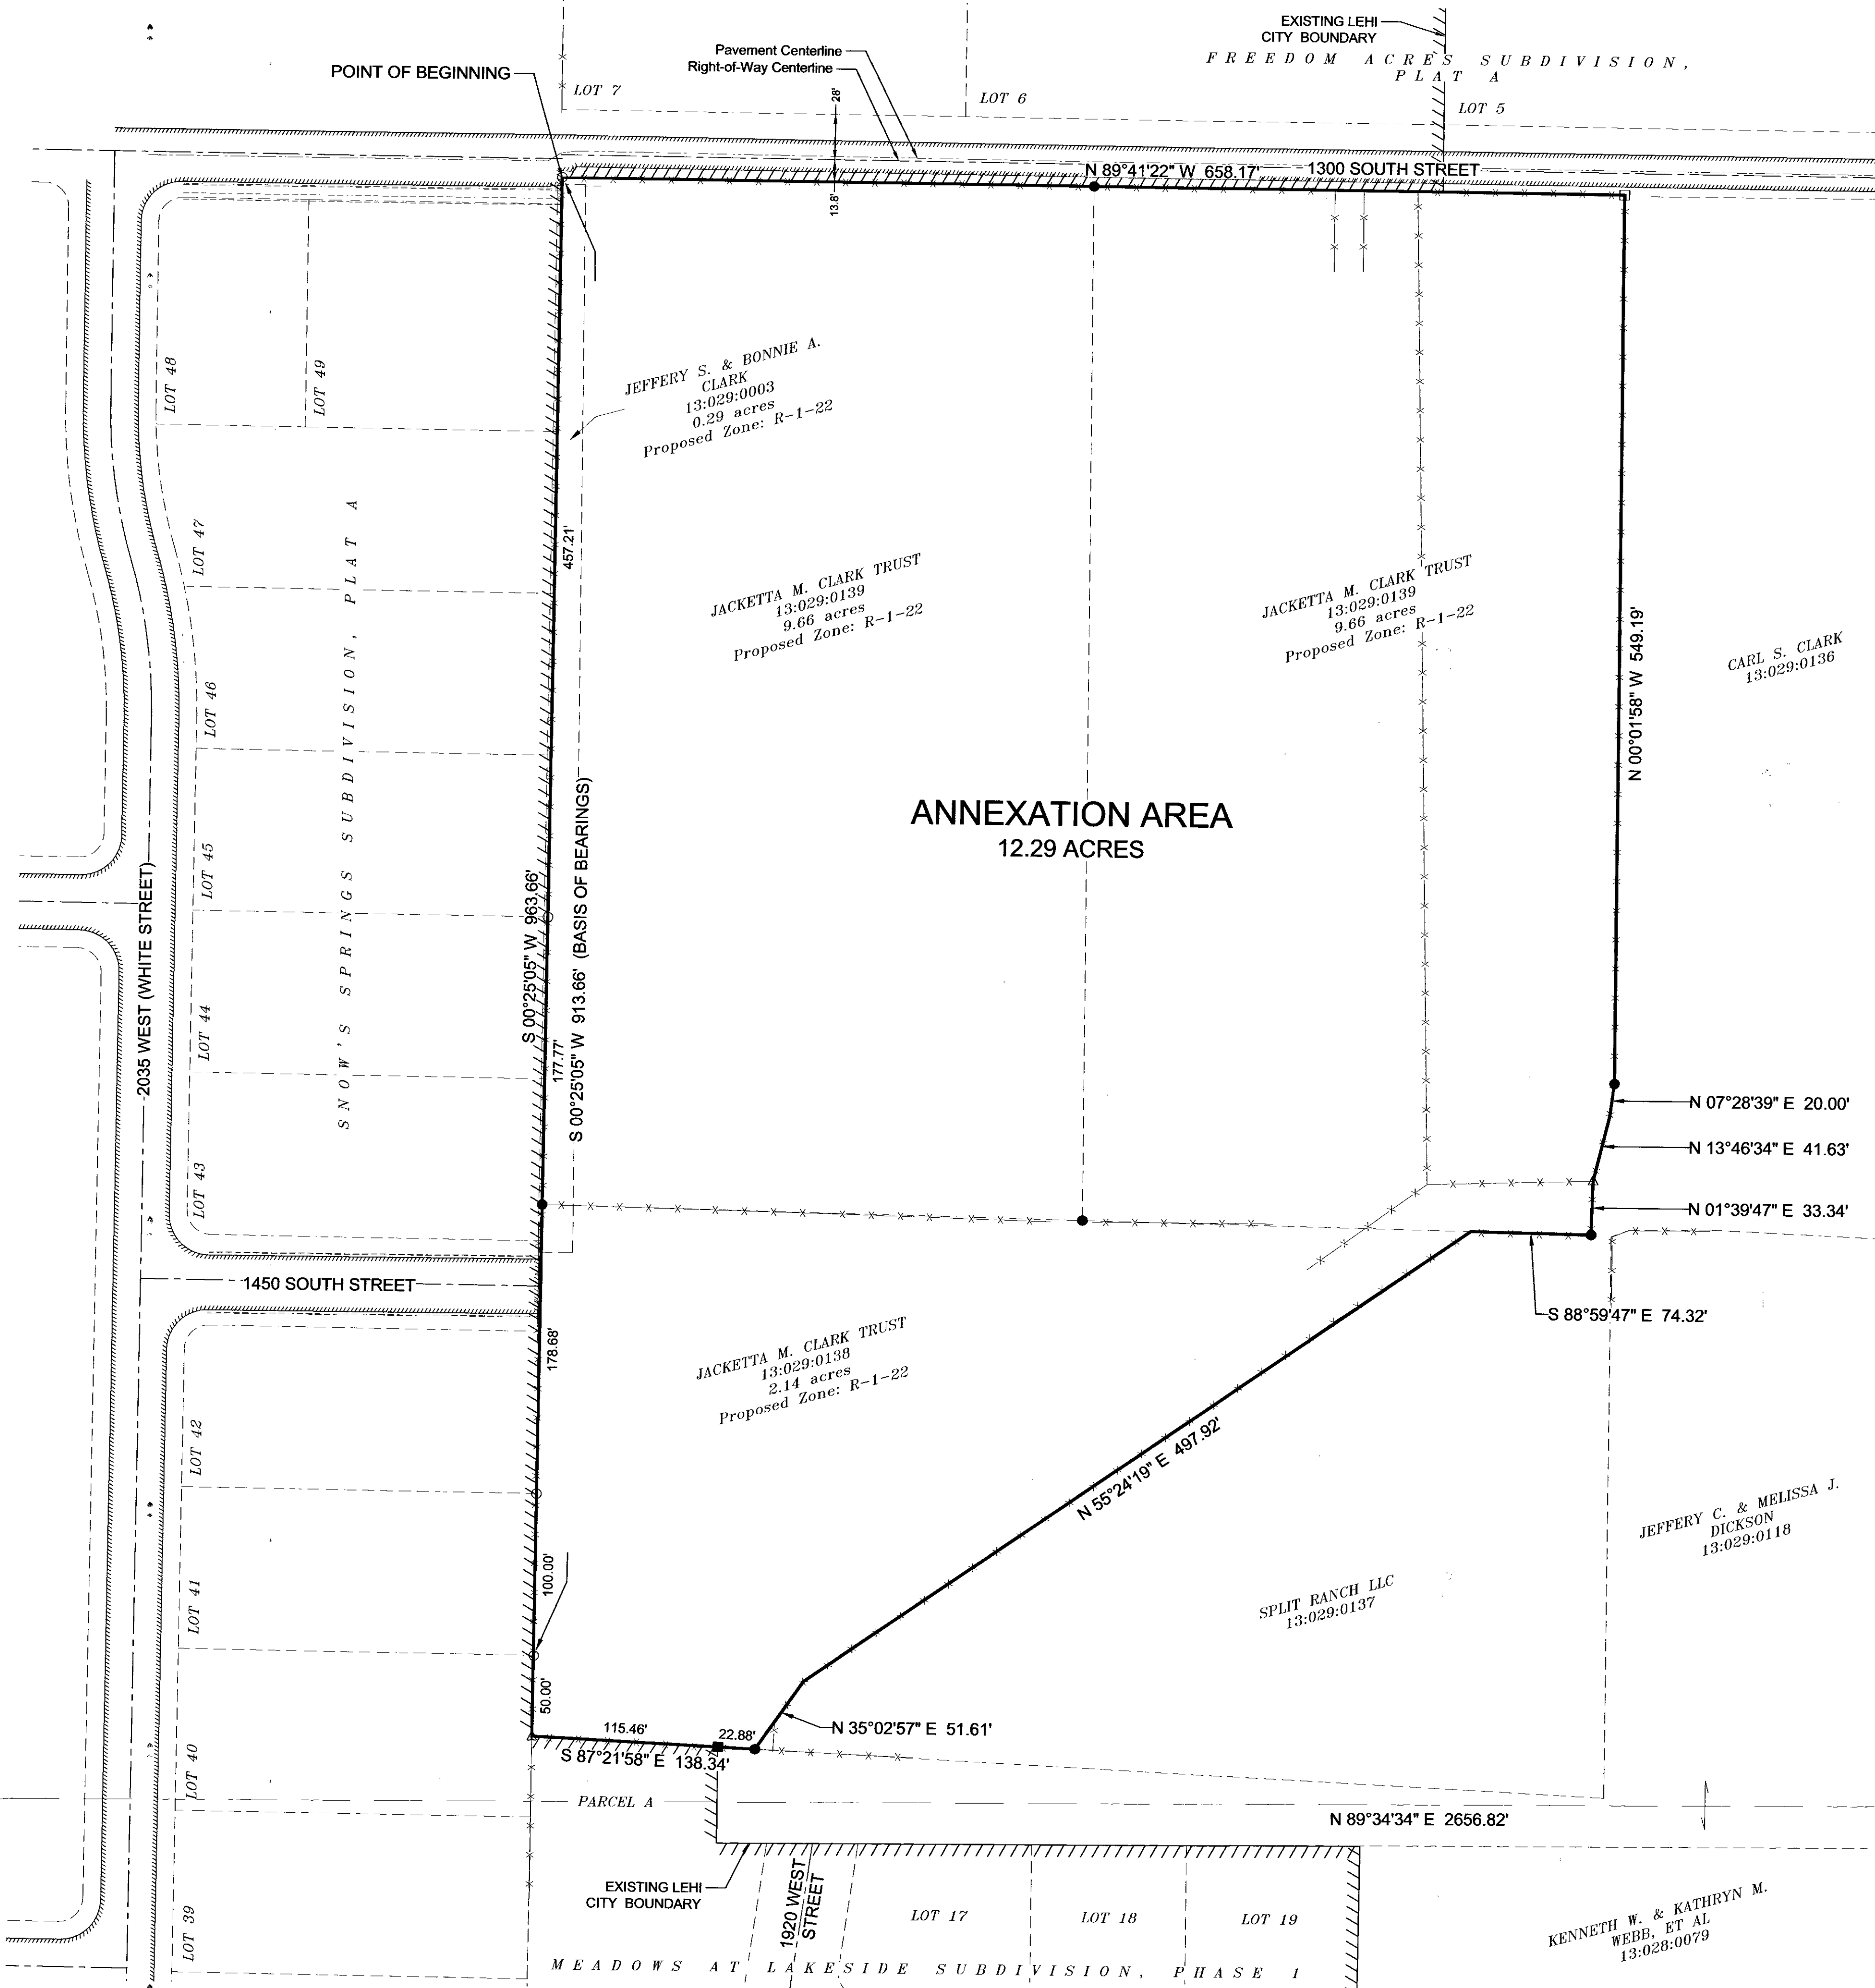 EXISTING LEHI
CITY BOUNDARY
FREEDOM ACRES SUBDIVISION,
PLAT A
Pavement Centerline
Right-of-Way Centerline
POINT OF BEGINNING
LOT 7
LOT 6
LOT 5
28'
13.8'
N 89°41'22" W 658.17'
1300 SOUTH STREET
LOT 48
LOT 49
JEFFERY S. & BONNIE A.
CLARK
13:029:0003
0.29 acres
Proposed Zone: R-1-22
LOT 47
SNOW'S SPRINGS SUBDIVISION, PLAT A
457.21'
JACKETTA M. CLARK TRUST
13:029:0139
9.66 acres
Proposed Zone: R-1-22
JACKETTA M. CLARK TRUST
13:029:0139
9.66 acres
Proposed Zone: R-1-22
N 00°01'58" W 549.19'
CARL S. CLARK
13:029:0136
LOT 46
ANNEXATION AREA
12.29 ACRES
LOT 45
2035 WEST (WHITE STREET)
S 00°25'05" W 963.66'
S 00°25'05" W 913.66' (BASIS OF BEARINGS)
177.77'
LOT 44
N 07°28'39" E 20.00'
N 13°46'34" E 41.63'
LOT 43
N 01°39'47" E 33.34'
1450 SOUTH STREET
S 88°59'47" E 74.32'
178.68'
JACKETTA M. CLARK TRUST
13:029:0138
2.14 acres
Proposed Zone: R-1-22
LOT 42
N 55°24'19" E 497.92'
JEFFERY C. & MELISSA J.
DICKSON
13:029:0118
LOT 41
100.00'
SPLIT RANCH LLC
13:029:0137
50.00'
115.46'
22.88'
N 35°02'57" E 51.61'
S 87°21'58" E 138.34'
LOT 40
PARCEL A
N 89°34'34" E 2656.82'
EXISTING LEHI
CITY BOUNDARY
1920 WEST
STREET
LOT 39
LOT 17
LOT 18
LOT 19
KENNETH W. & KATHRYN M.
WEBB, ET AL
13:028:0079
MEADOWS AT LAKESIDE SUBDIVISION, PHASE 1